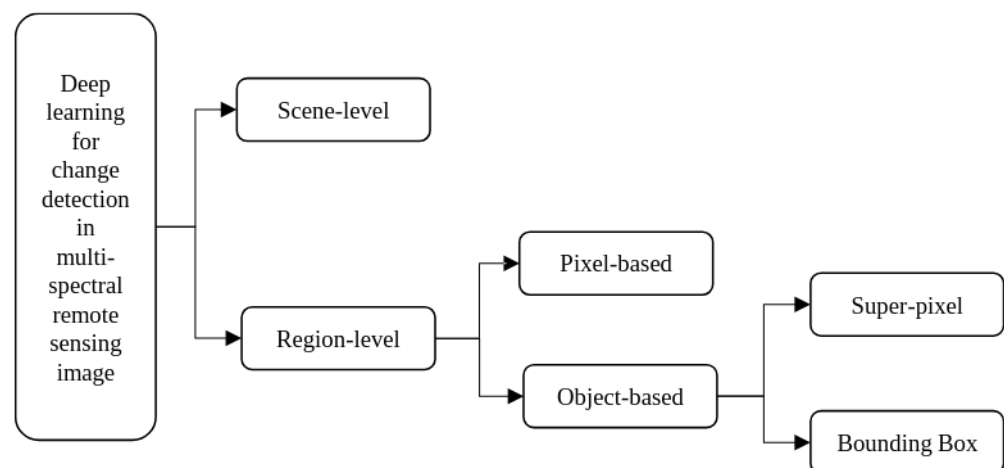 Deep
learning
for
change
detection
in
multi-
spectral
remote
sensing
image
Scene-level
Region-level
Pixel-based
Object-based
Super-pixel
Bounding Box